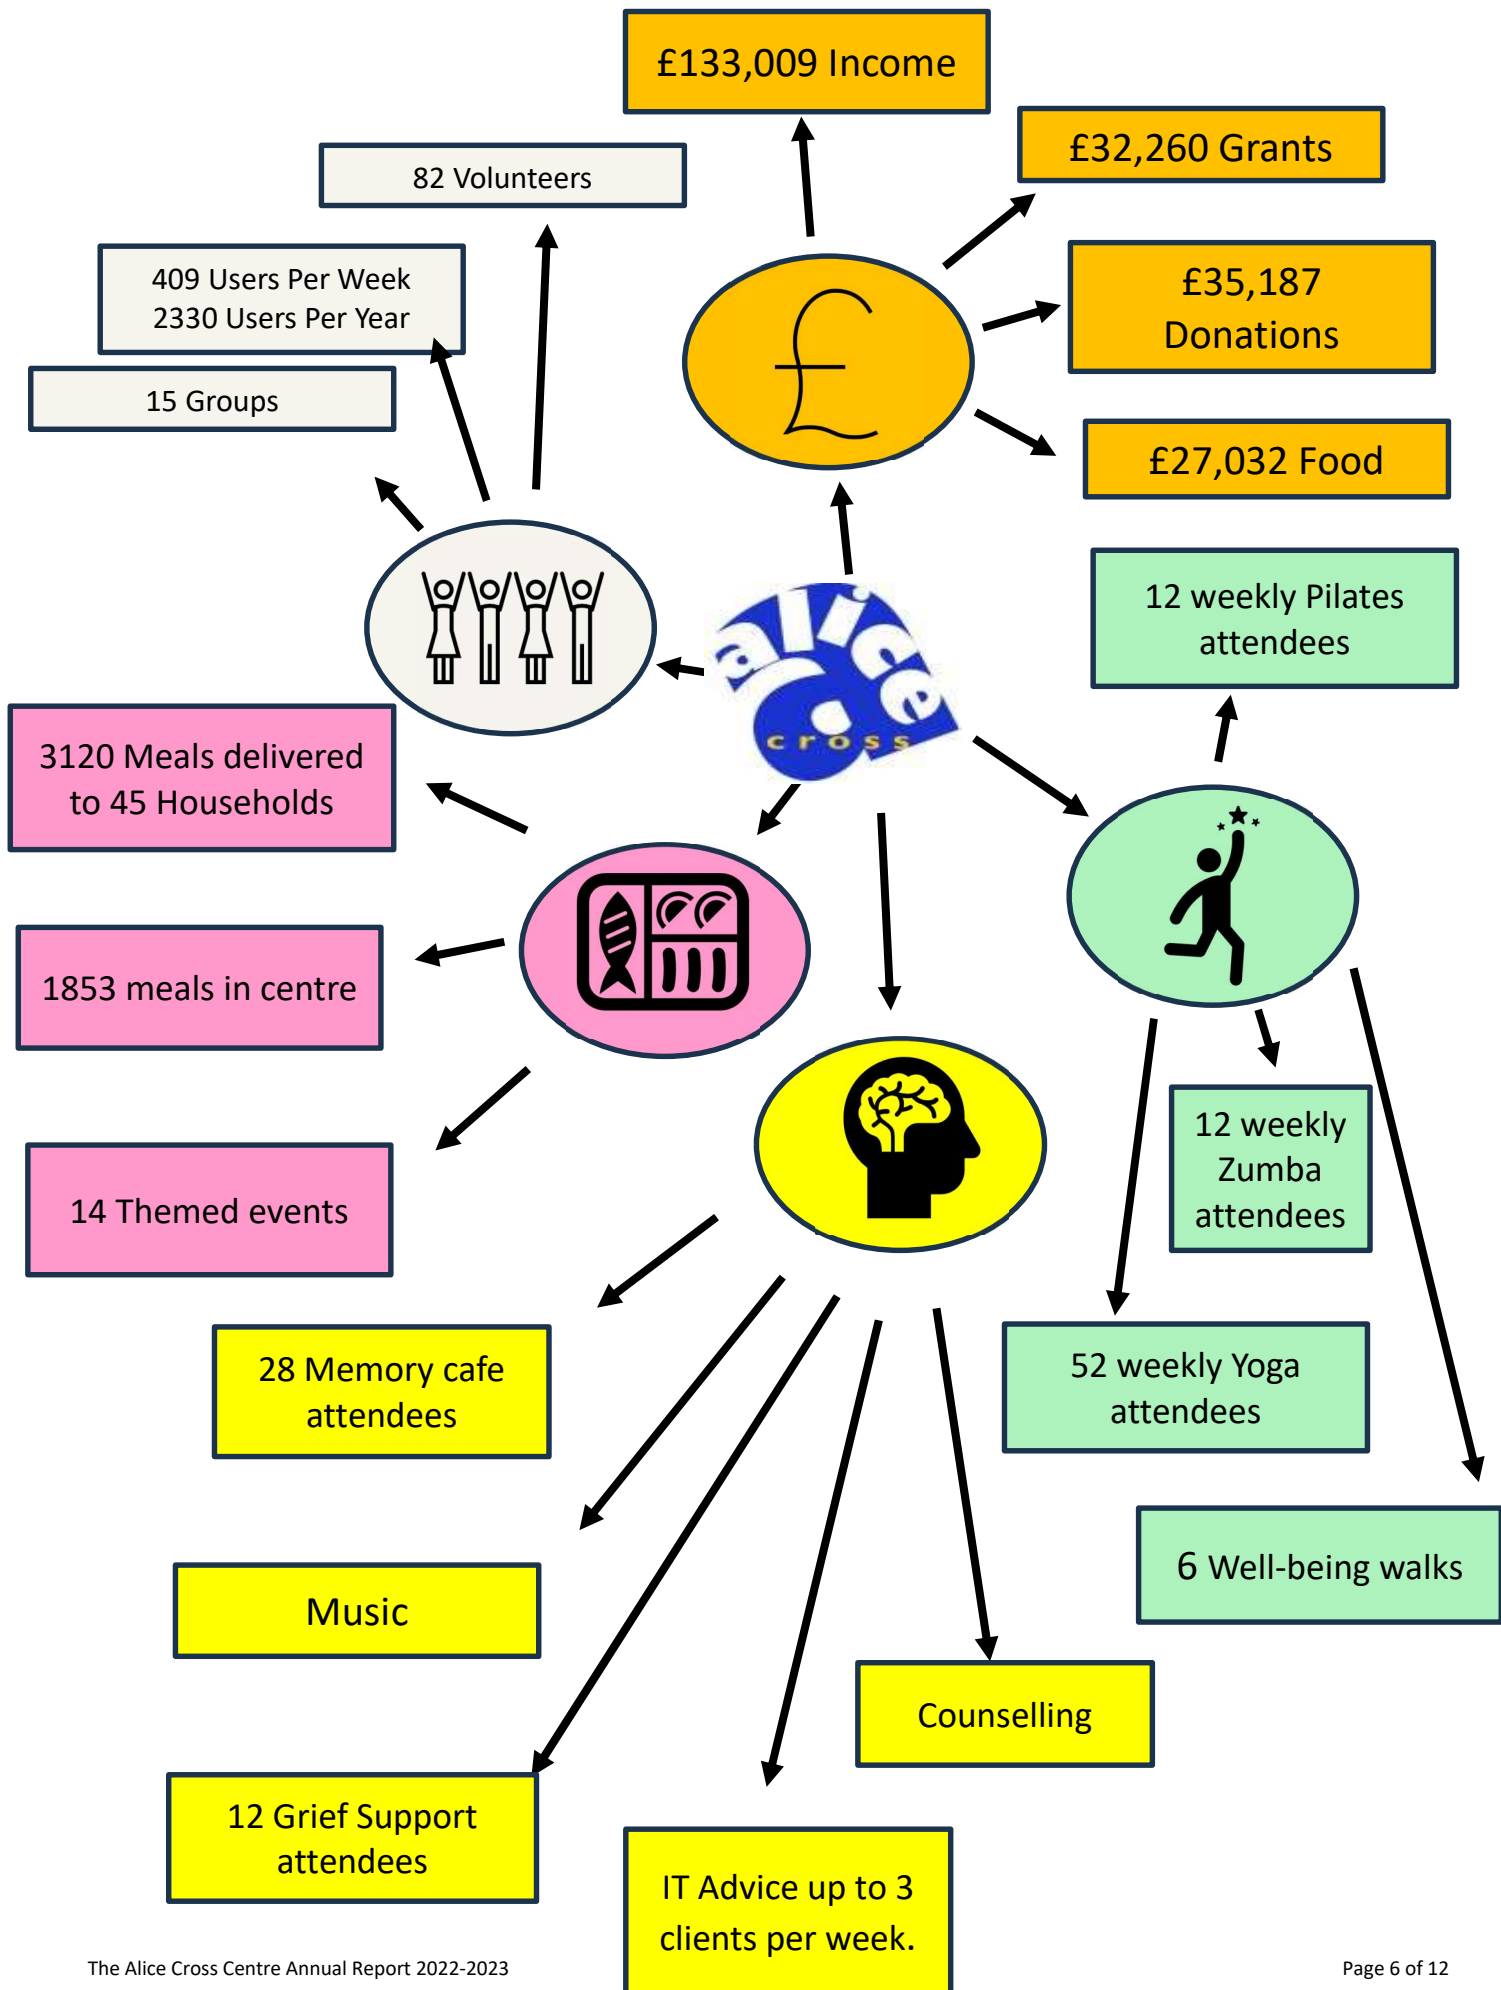 £133,009 Income
£32,260 Grants
82 Volunteers
409 Users Per Week
2330 Users Per Year
£35,187
Donations
15 Groups
£
£27,032 Food
12 weekly Pilates
attendees
alice
cross
3120 Meals delivered
to 45 Households
1853 meals in centre
12 weekly
Zumba
attendees
14 Themed events
28 Memory cafe
attendees
52 weekly Yoga
attendees
6 Well-being walks
Music
Counselling
12 Grief Support
attendees
IT Advice up to 3
clients per week.
The Alice Cross Centre Annual Report 2022-2023
Page 6 of 12